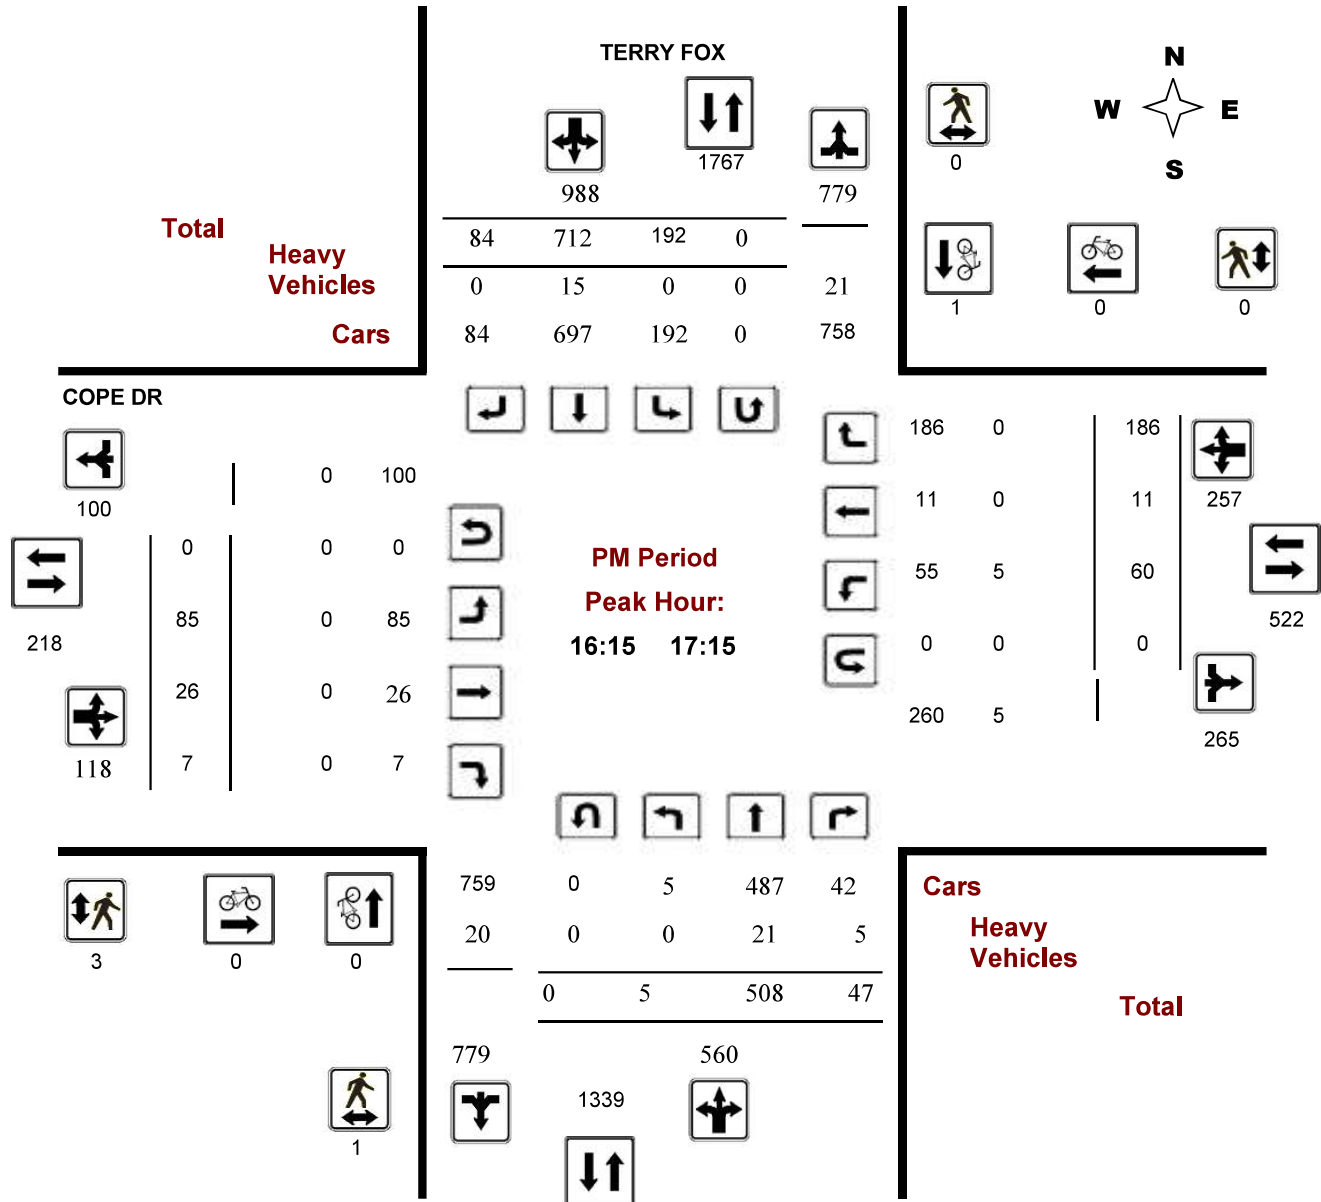 TERRY FOX
N
W E
S
0
1767
988 779
Total 84 712 192 0
Heavy
Vehicles 0 15 0 0 21
1 0 0
Cars 84 697 192 0 758
COPE DR
186 0 186
0 100
100
11 0 11 257
0 0 0
PM Period
55 5 60
Peak Hour:
85 0 85
522
218
16:15 17:15
0 0 0
26 0 26
260 5
265
118 7 0 7
759 0 5 487 42 Cars
20 0 0 21 5 Heavy
Vehicles
3 0 0
0 5 508 47 Total
779 560
1339
1